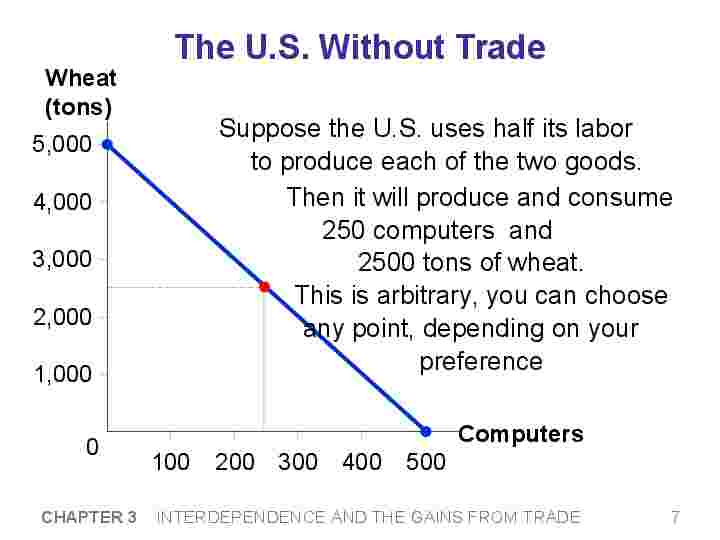 The U.S. Without Trade
Wheat
(tons)
Suppose the U.S. uses half its labor
to produce each of the two goods.
Then it will produce and consume
250 computers and
2500 tons of wheat.
This is arbitrary, you can choose
any point, depending on your
preference
5,000
4,000
3,000
2,000
1,000
0
100 200 300 400 500
Computers
CHAPTER 3 INTERDEPENDENCE AND THE GAINS FROM TRADE 7